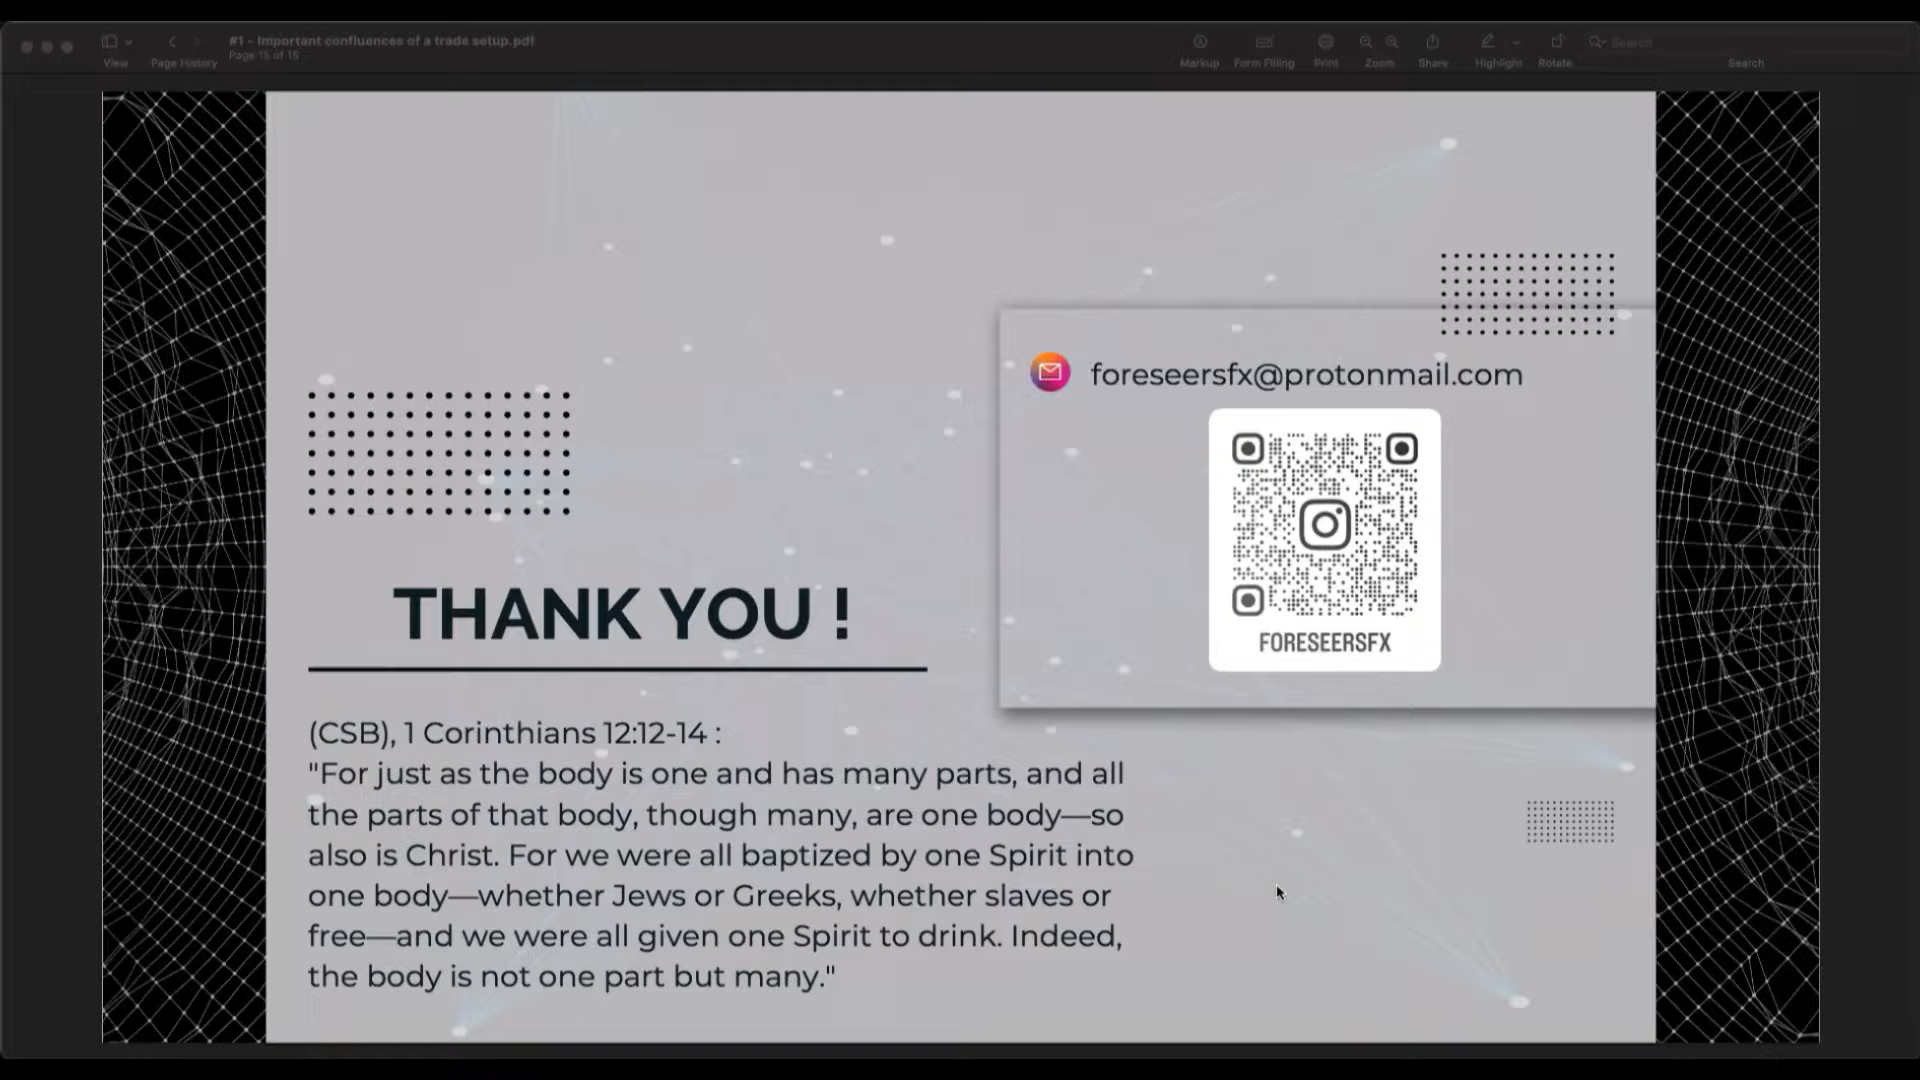 #1 - Important confluences of a trade setup.pdf
Page 15 of 15
View
Page History
Markup
Form Filling
Print
Zoom
Share
Highlight
Rotate
Search
Search
foreseersfx@protonmail.com
FORESEERSFX
THANK YOU !
(CSB), 1 Corinthians 12:12-14 :
"For just as the body is one and has many parts, and all
the parts of that body, though many, are one body—so
also is Christ. For we were all baptized by one Spirit into
one body—whether Jews or Greeks, whether slaves or
free—and we were all given one Spirit to drink. Indeed,
the body is not one part but many."